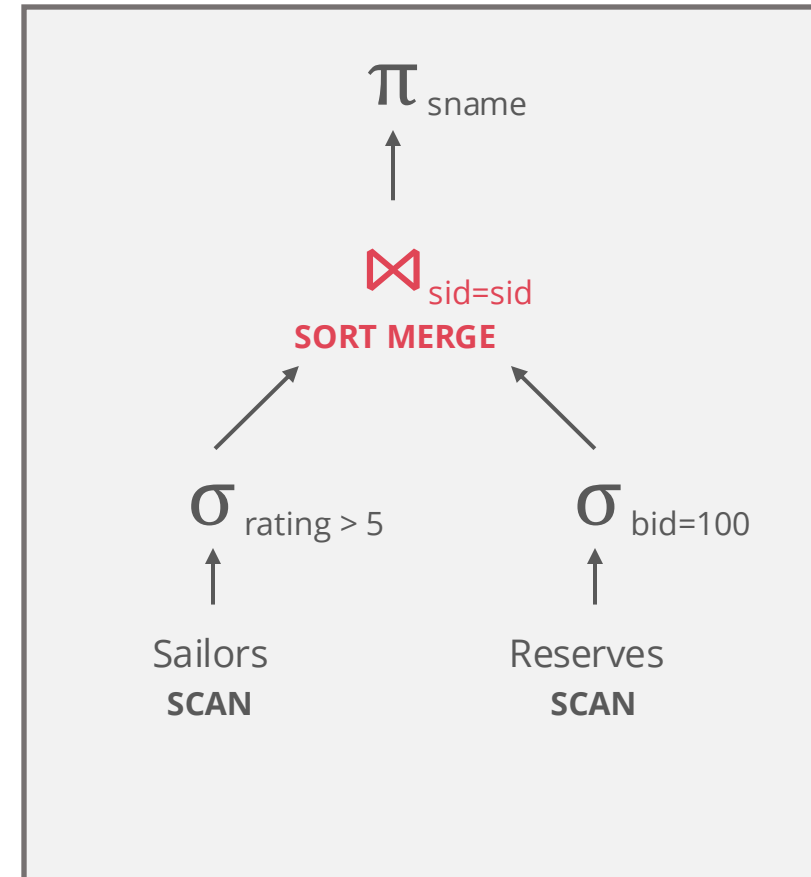 π sname
⋈ sid=sid
SORT MERGE
σ rating > 5
σ bid=100
Sailors
SCAN
Reserves
SCAN